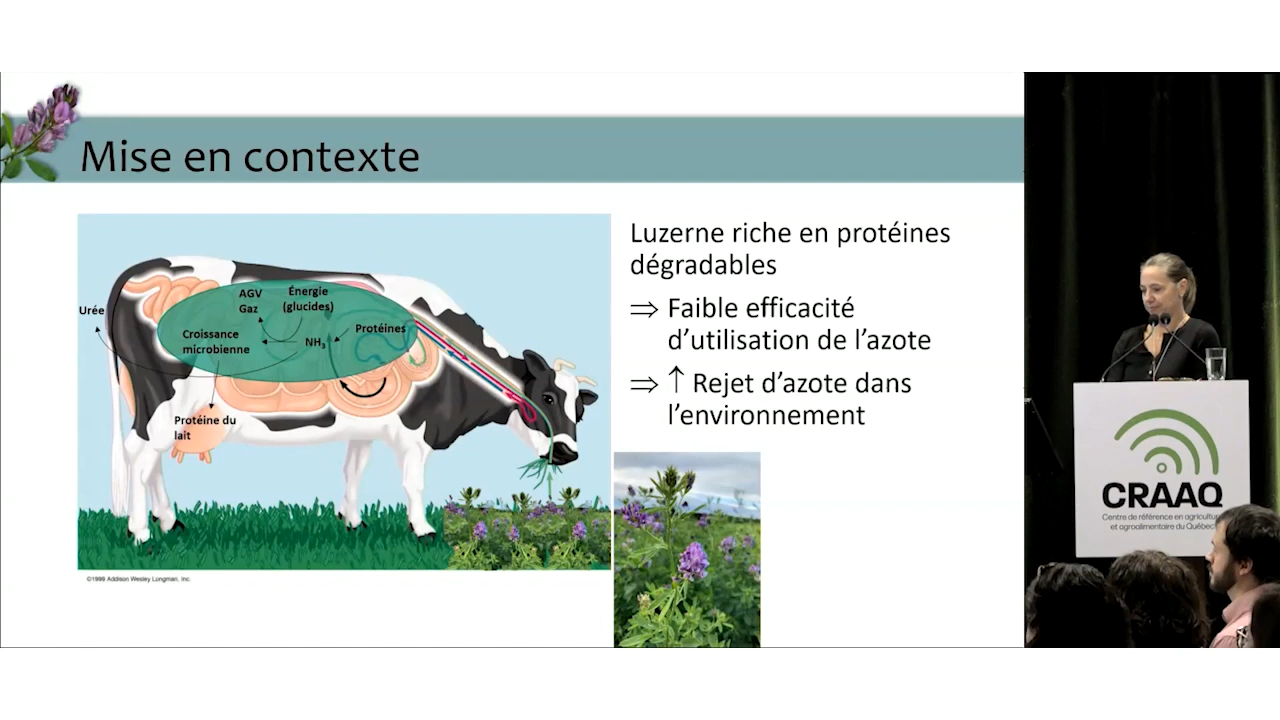 Mise en contexte
Luzerne riche en protéines
dégradables
⇒ Faible efficacité
d’utilisation de l’azote
⇒ ↑ Rejet d’azote dans
l’environnement
Urée
AGV
Gaz
Énergie
(glucides)
Croissance
microbienne
NH₃
Protéines
Protéine du
lait
©1999 Addison Wesley Longman, Inc.
CRAAQ
Centre de référence en agriculture
et agroalimentaire du Québec